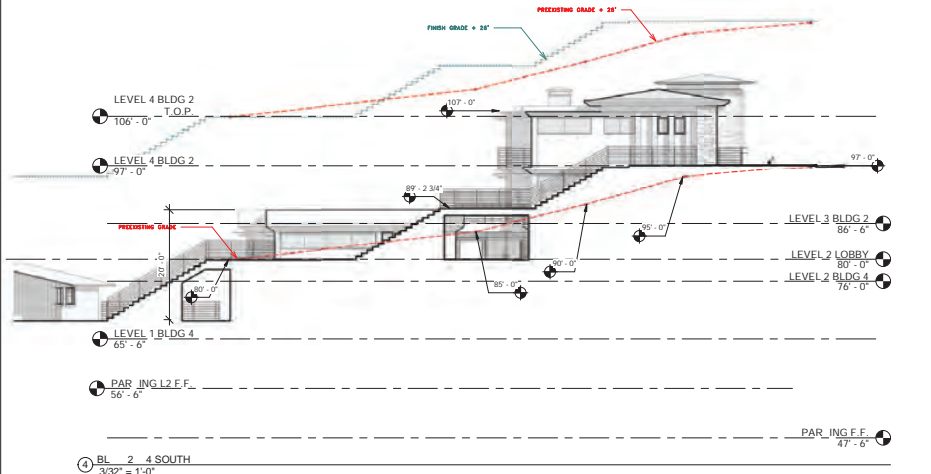 PREEXISTING GRADE + 28'
FINISH GRADE + 28'
LEVEL 4 BLDG 2
T.O.P.
106' - 0"
107' - 0"
LEVEL 4 BLDG 2
97' - 0"
97' - 0"
89' - 2 3/4"
LEVEL 3 BLDG 2
86' - 6"
PREEXISTING GRADE
95' - 0"
20' - 0"
LEVEL 2 LOBBY
80' - 0"
90' - 0"
LEVEL 2 BLDG 4
76' - 0"
85' - 0"
80' - 0"
LEVEL 1 BLDG 4
65' - 6"
PAR ING L2 F.F.
56' - 6"
PAR ING F.F.
47' - 6"
4 BL 2 4 SOUTH
3/32" = 1'-0"